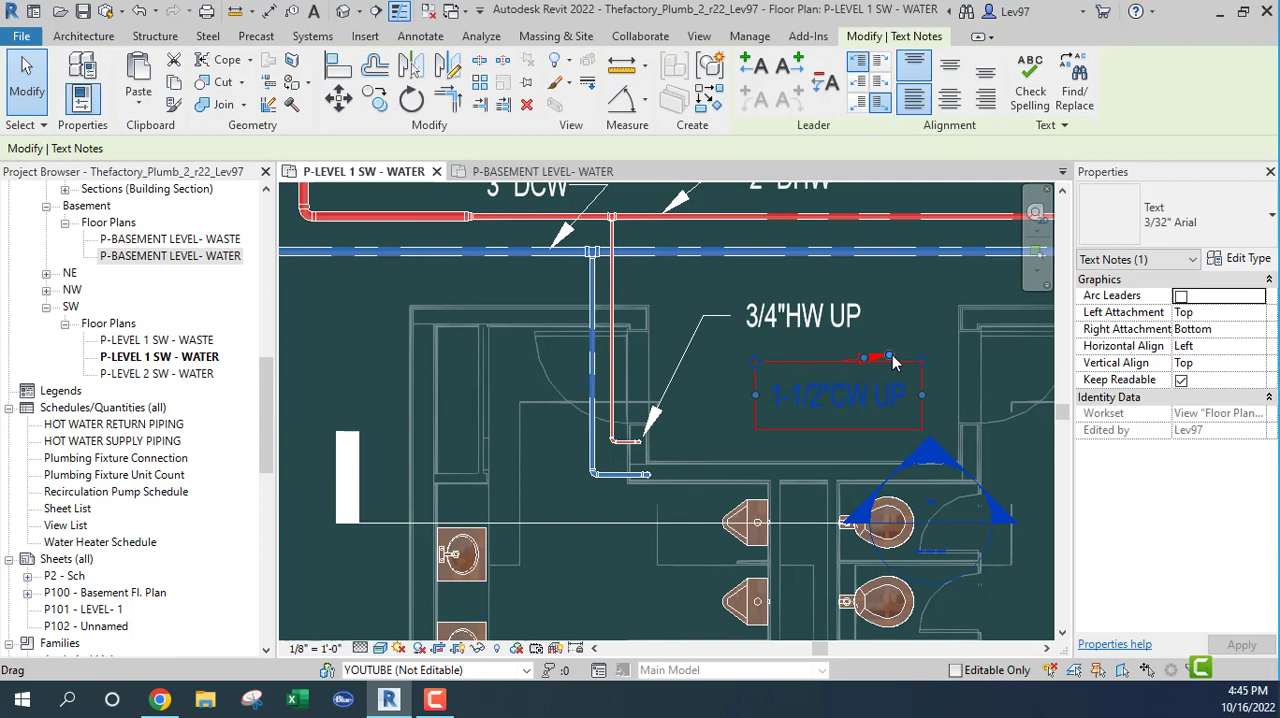 Autodesk Revit 2022 - Thefactory_Plumb_2_r22_Lev97 - Floor Plan: P-LEVEL 1 SW - WATER
Lev97
File Architecture Structure Steel Precast Systems Insert Annotate Analyze Massing & Site Collaborate View Manage Add-Ins Modify | Text Notes
Modify
Properties
Paste
Cope
Cut
Join
Check Spelling
Find/ Replace
Select Properties Clipboard Geometry Modify View Measure Create Leader Alignment Text
Modify | Text Notes
Project Browser - Thefactory_Plumb_2_r22_Lev97
Sections (Building Section)
Basement
Floor Plans
P-BASEMENT LEVEL- WASTE
P-BASEMENT LEVEL- WATER
NE
NW
SW
Floor Plans
P-LEVEL 1 SW - WASTE
P-LEVEL 1 SW - WATER
P-LEVEL 2 SW - WATER
Legends
Schedules/Quantities (all)
HOT WATER RETURN PIPING
HOT WATER SUPPLY PIPING
Plumbing Fixture Connection
Plumbing Fixture Unit Count
Recirculation Pump Schedule
Sheet List
View List
Water Heater Schedule
Sheets (all)
P2 - Sch
P100 - Basement Fl. Plan
P101 - LEVEL- 1
P102 - Unnamed
Families
P-LEVEL 1 SW - WATER
P-BASEMENT LEVEL- WATER
3" DCW
2" DHW
3/4"HW UP
1-1/2"CW UP
Properties
Text
3/32" Arial
Text Notes (1)
Edit Type
Graphics
Arc Leaders
Left Attachment Top
Right Attachment Bottom
Horizontal Align Left
Vertical Align Top
Keep Readable
Identity Data
Workset View "Floor Plan...
Edited by Lev97
Properties help
Apply
1/8" = 1'-0"
Drag
YOUTUBE (Not Editable)
:0
Main Model
Editable Only
4:45 PM
10/16/2022